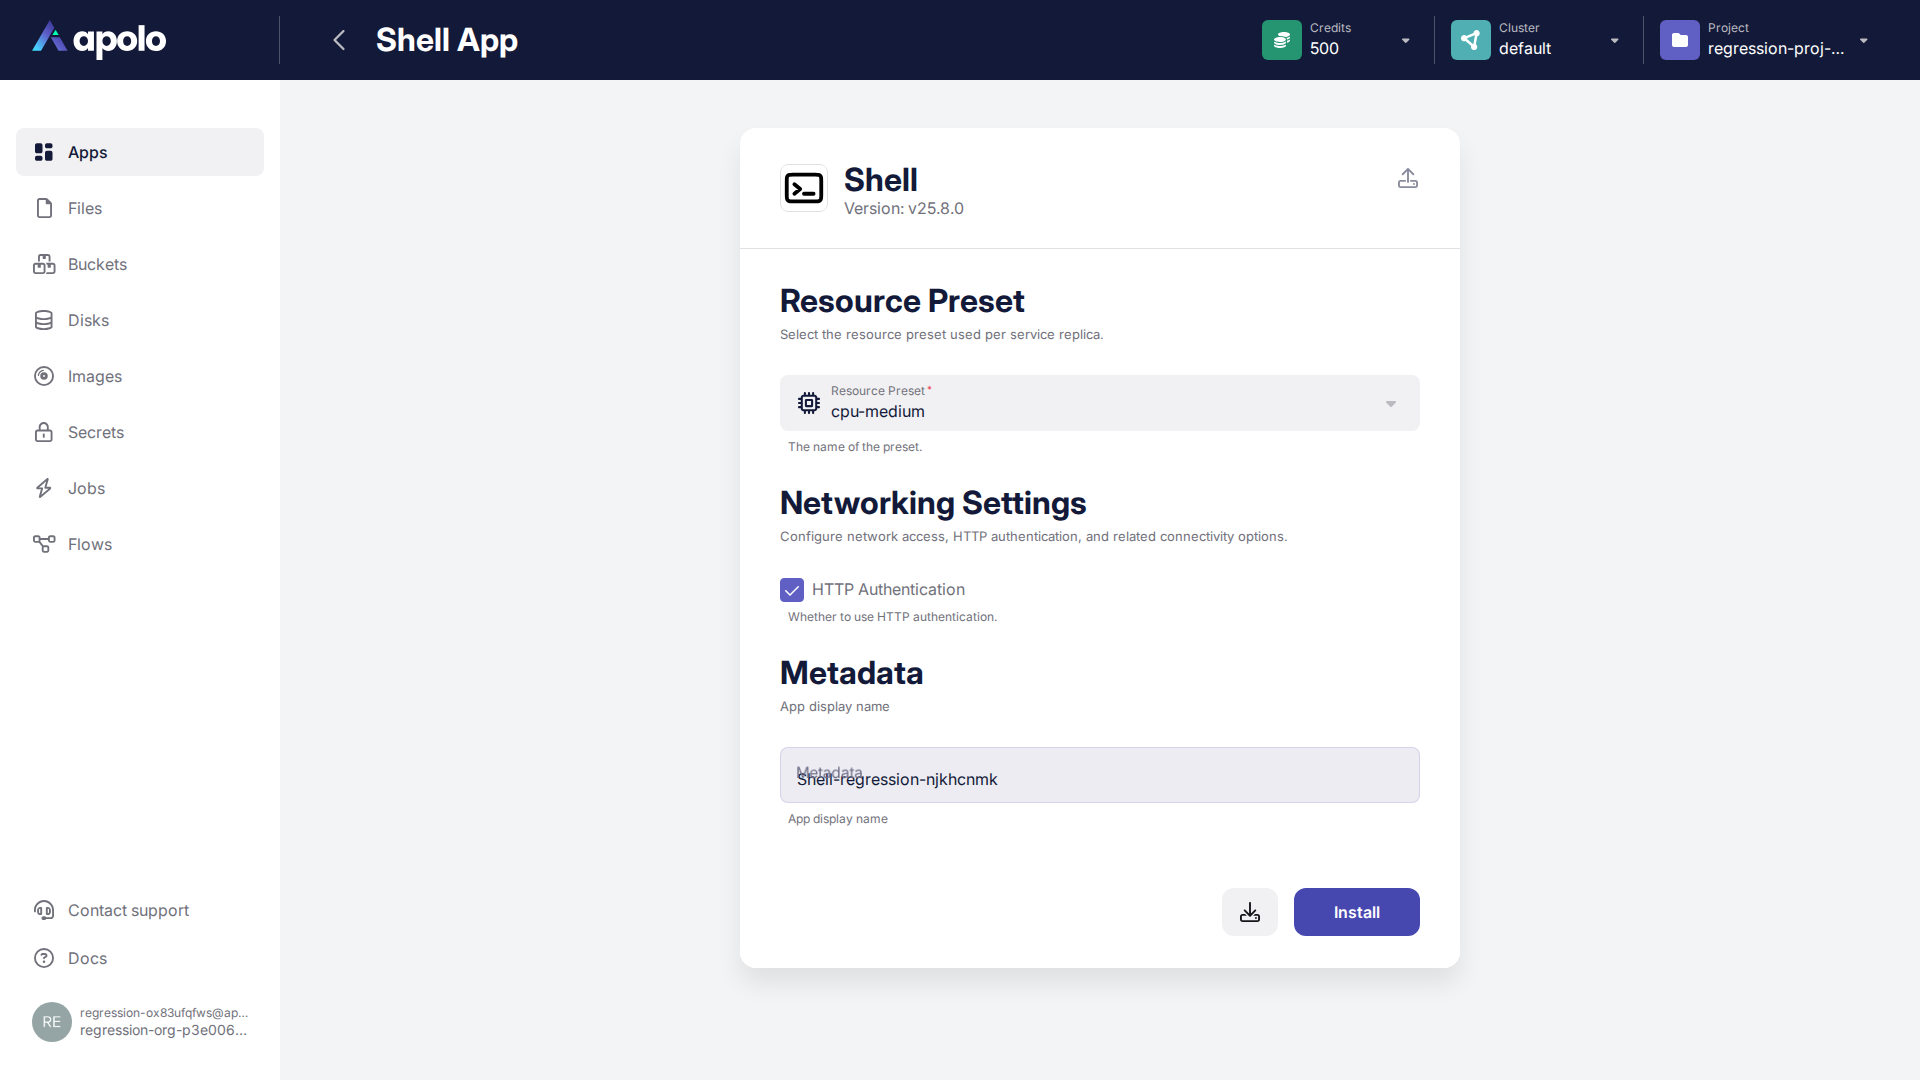 apolo
Shell App
Credits
500
Cluster
default
Project
regression-proj-...
Apps
Files
Buckets
Disks
Images
Secrets
Jobs
Flows
Contact support
Docs
RE
regression-ox83ufqfws@ap...
regression-org-p3e006...
Shell
Version: v25.8.0
Resource Preset
Select the resource preset used per service replica.
Resource Preset*
cpu-medium
The name of the preset.
Networking Settings
Configure network access, HTTP authentication, and related connectivity options.
HTTP Authentication
Whether to use HTTP authentication.
Metadata
App display name
Metadata
Shell-regression-njkhcnmk
App display name
Install